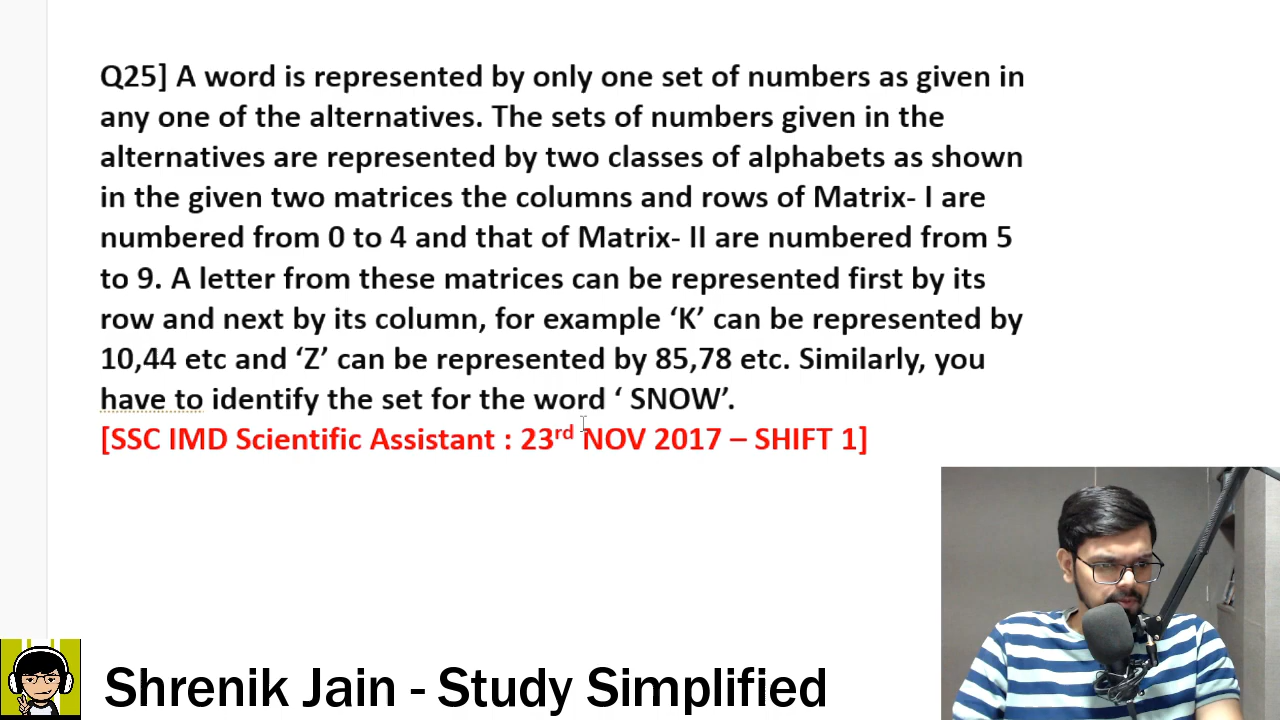 Q25] A word is represented by only one set of numbers as given in
any one of the alternatives. The sets of numbers given in the
alternatives are represented by two classes of alphabets as shown
in the given two matrices the columns and rows of Matrix- I are
numbered from 0 to 4 and that of Matrix- II are numbered from 5
to 9. A letter from these matrices can be represented first by its
row and next by its column, for example ‘K’ can be represented by
10,44 etc and ‘Z’ can be represented by 85,78 etc. Similarly, you
have to identify the set for the word ‘ SNOW’.
[SSC IMD Scientific Assistant : 23rd NOV 2017 – SHIFT 1]
Shrenik Jain - Study Simplified